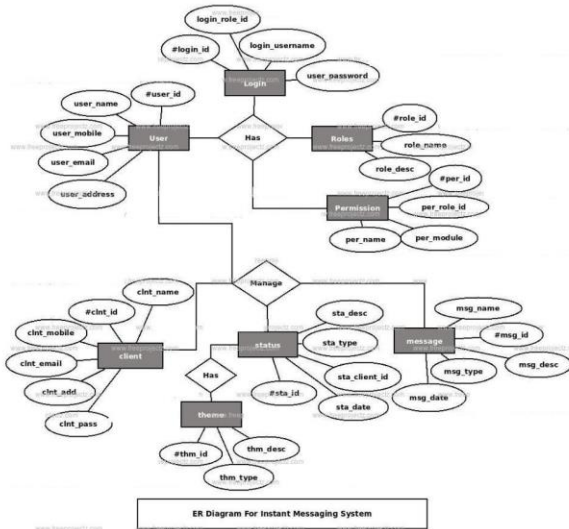 login_role_id
#login_id
login_username
user_password
Login
user_name
#user_id
user_mobile
User
user_email
user_address
Has
Roles
#role_id
role_name
role_desc
Permission
#per_id
per_role_id
per_name
per_module
Manage
clnt_name
#clnt_id
clnt_mobile
client
clnt_email
clnt_add
clnt_pass
status
sta_desc
sta_type
sta_client_id
#sta_id
sta_date
message
msg_name
#msg_id
msg_desc
msg_type
msg_date
Has
theme
#thm_id
thm_desc
thm_type
ER Diagram For Instant Messaging System